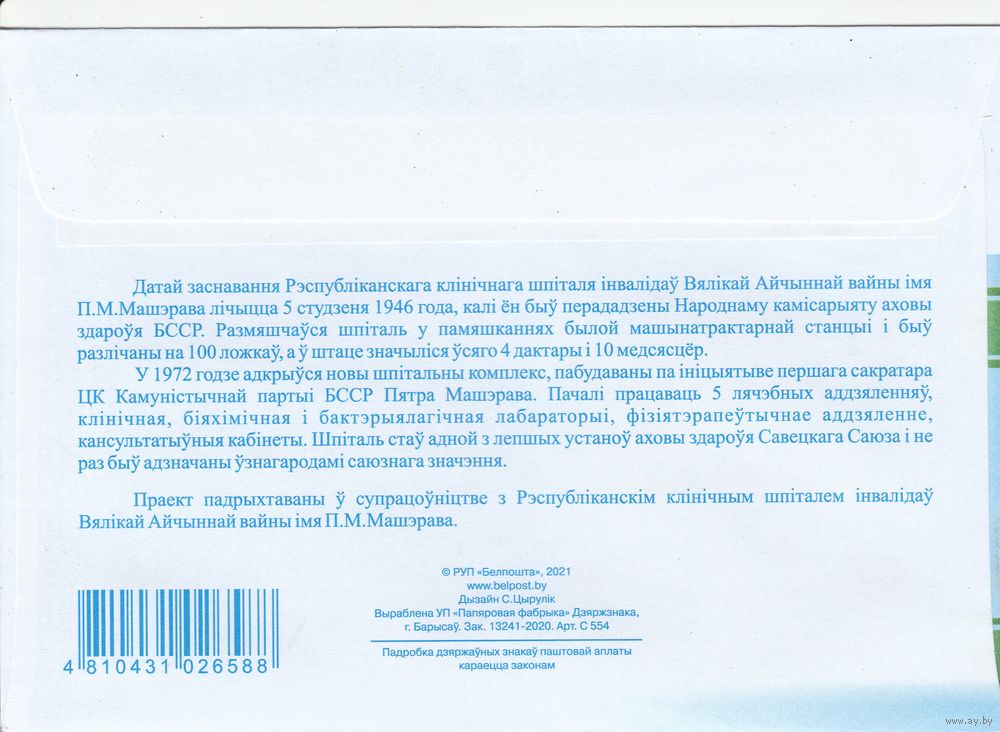 Датай заснавання Рэспубліканскага клінічнага шпіталя інвалідаў Вялікай Айчыннай вайны імя
П.М.Машэрава лічыцца 5 студзеня 1946 года, калі ён быў перададзены Народнаму камісарыяту аховы
здароўя БССР. Размяшчаўся шпіталь у памяшканнях былой машынатрактарнай станцыі і быў
разлічаны на 100 ложкаў, а ў штаце значыліся ўсяго 4 дактары і 10 медсясцёр.
У 1972 годзе адкрыўся новы шпітальны комплекс, пабудаваны па ініцыятыве першага сакратара
ЦК Камуністычнай партыі БССР Пятра Машэрава. Пачалі працаваць 5 лячэбных аддзяленняў,
клінічная, біяхімічная і бактэрыялагічная лабараторыі, фізіятэрапеўтычнае аддзяленне,
кансультатыўныя кабінеты. Шпіталь стаў адной з лепшых устаноў аховы здароўя Савецкага Саюза і не
раз быў адзначаны ўзнагародамі саюзнага значэння.
Праект падрыхтаваны ў супрацоўніцтве з Рэспубліканскім клінічным шпіталем інвалідаў
Вялікай Айчыннай вайны імя П.М.Машэрава.
© РУП «Белпошта», 2021
www.belpost.by
Дызайн С.Цырулік
Выраблена УП «Папяровая фабрыка» Дзяржзнака,
г. Барысаў. Зак. 13241-2020. Арт. С 554
Падробка дзяржаўных знакаў паштовай аплаты
караецца законам
4 810431 026588
www.ay.by